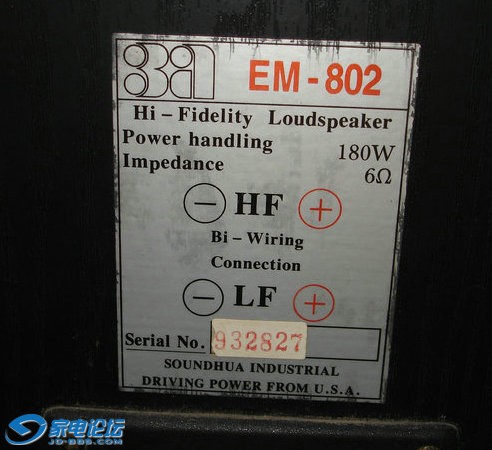 EM-802
Hi-Fidelity Loudspeaker
Power handling 180W
Impedance 6Ω
− HF +
Bi-Wiring
Connection
− LF +
Serial No. 932827
SOUNDHUA INDUSTRIAL
DRIVING POWER FROM U.S.A.
家电论坛
JD-BBS.COM